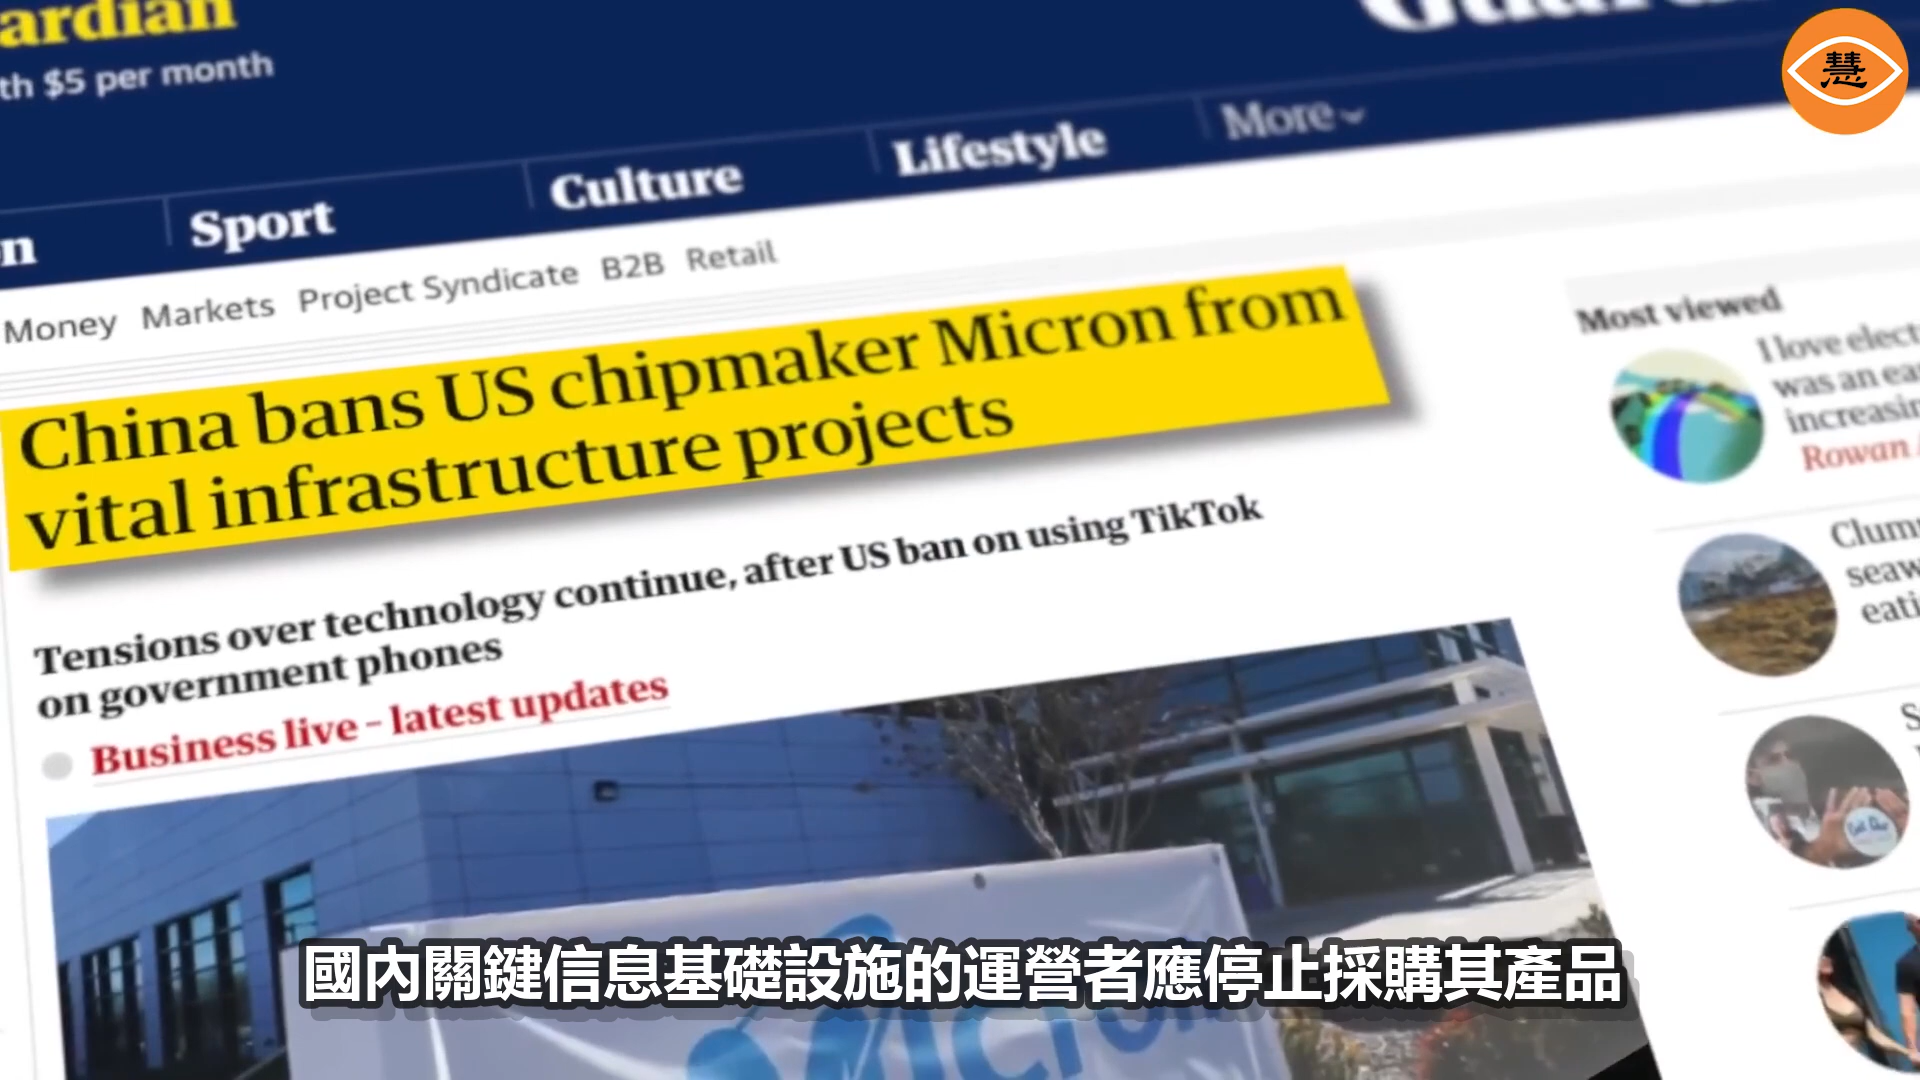 ardian
th $5 per month
慧
n
Sport
Culture
Lifestyle
More
Money Markets Project Syndicate B2B Retail
China bans US chipmaker Micron from
vital infrastructure projects
Tensions over technology continue, after US ban on using TikTok
on government phones
Business live – latest updates
Most viewed
I love elect
was an ea
increasin
Rowan
Clum
seaw
eati
Micron
國內關鍵信息基礎設施的運營者應停止採購其產品